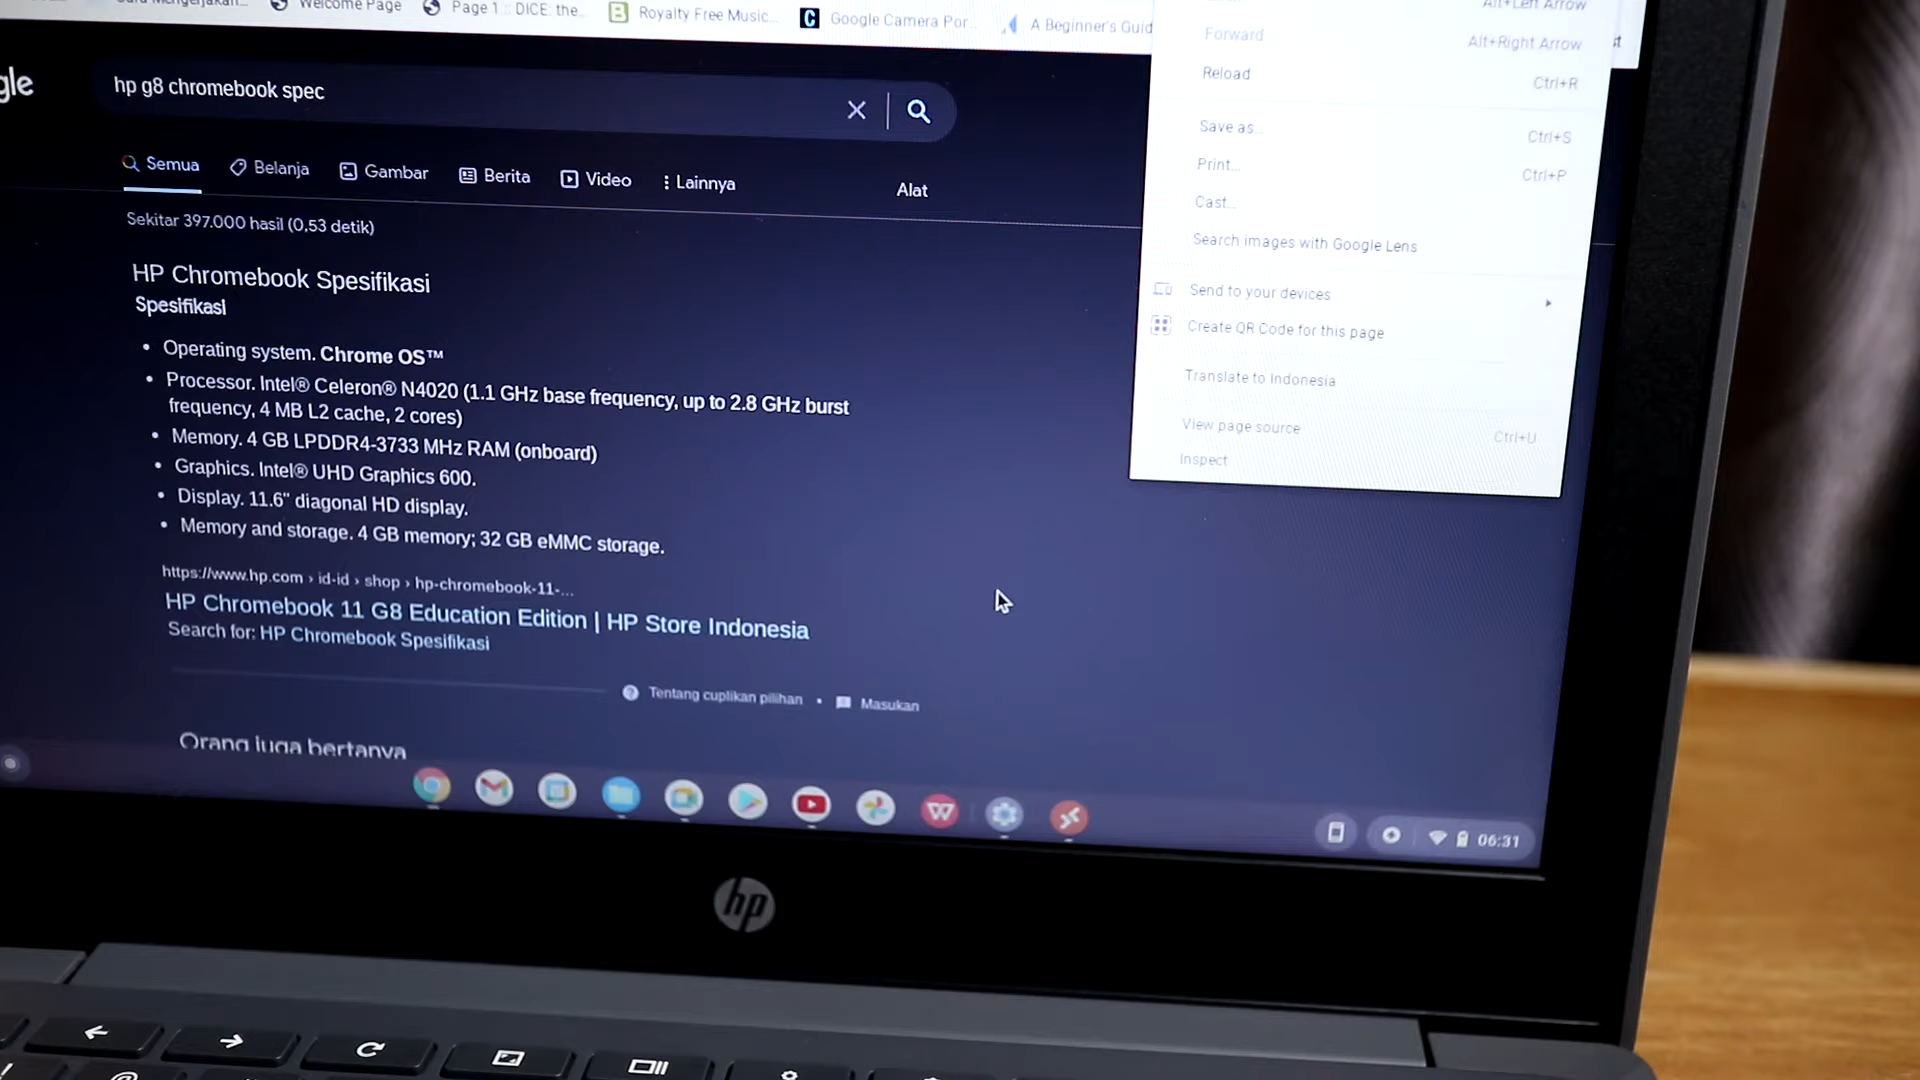 Welcome Page
Page 1 :: DICE: the...
Royalty Free Music...
Google Camera Por...
A Beginner's Guid
gle
hp g8 chromebook spec
Semua
Belanja
Gambar
Berita
Video
Lainnya
Alat
Sekitar 397.000 hasil (0,53 detik)
HP Chromebook Spesifikasi
Spesifikasi
• Operating system. Chrome OS™
• Processor. Intel® Celeron® N4020 (1.1 GHz base frequency, up to 2.8 GHz burst
frequency, 4 MB L2 cache, 2 cores)
• Memory. 4 GB LPDDR4-3733 MHz RAM (onboard)
• Graphics. Intel® UHD Graphics 600.
• Display. 11.6" diagonal HD display.
• Memory and storage. 4 GB memory; 32 GB eMMC storage.
https://www.hp.com › id-id › shop › hp-chromebook-11-...
HP Chromebook 11 G8 Education Edition | HP Store Indonesia
Search for: HP Chromebook Spesifikasi
Tentang cuplikan pilihan • Masukan
Orang juga bertanya
Alt+Left Arrow
Forward Alt+Right Arrow
Reload Ctrl+R
Save as... Ctrl+S
Print... Ctrl+P
Cast...
Search images with Google Lens
Send to your devices
Create QR Code for this page
Translate to Indonesia
View page source Ctrl+U
Inspect
06:31
hp